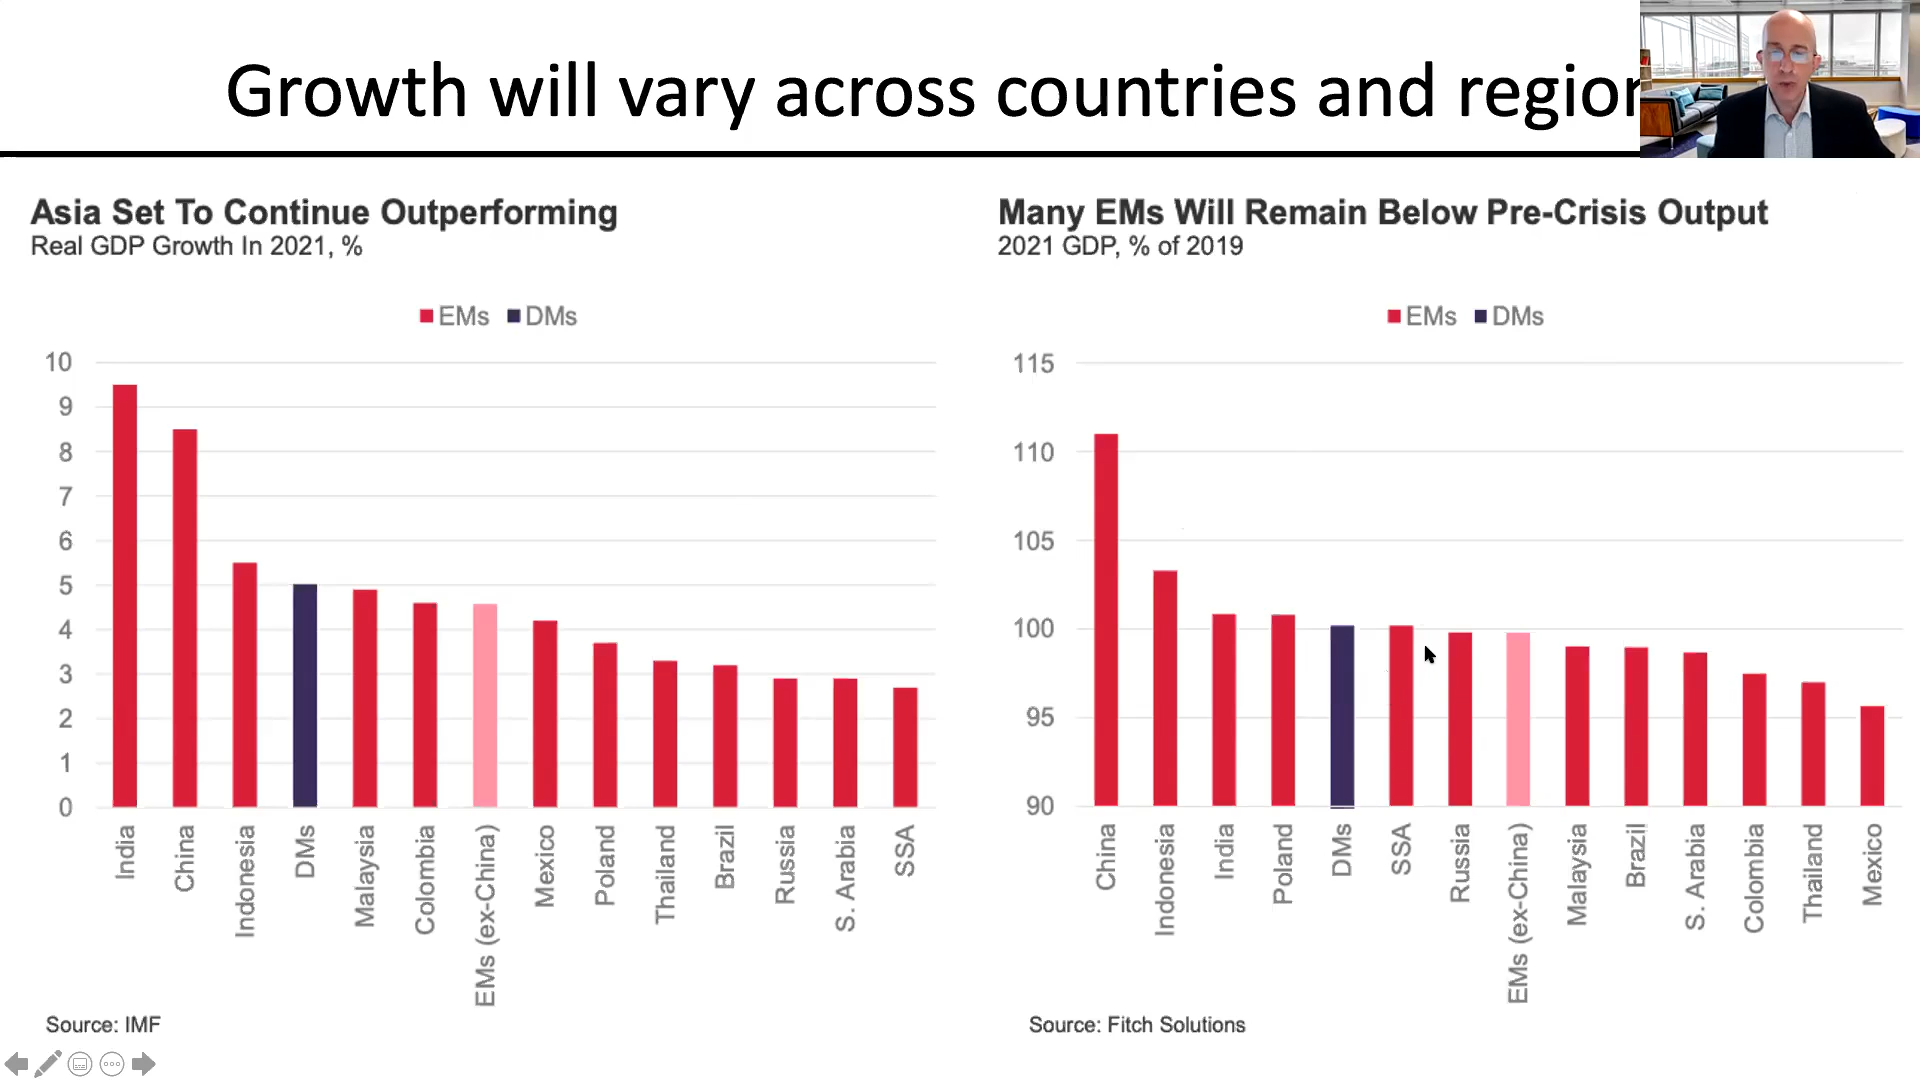 Growth will vary across countries and region
Asia Set To Continue Outperforming
Real GDP Growth In 2021, %
EMs DMs
10
9
8
7
6
5
4
3
2
1
0
India
China
Indonesia
DMs
Malaysia
Colombia
EMs (ex-China)
Mexico
Poland
Thailand
Brazil
Russia
S. Arabia
SSA
Source: IMF
Many EMs Will Remain Below Pre-Crisis Output
2021 GDP, % of 2019
EMs DMs
115
110
105
100
95
90
China
Indonesia
India
Poland
DMs
SSA
Russia
EMs (ex-China)
Malaysia
Brazil
S. Arabia
Colombia
Thailand
Mexico
Source: Fitch Solutions